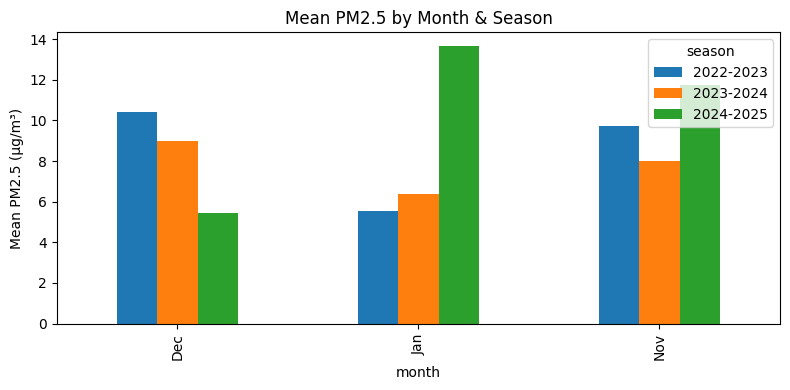 Mean PM2.5 by Month & Season
Mean PM2.5 (µg/m³)
14
12
10
8
6
4
2
0
season
2022-2023
2023-2024
2024-2025
Dec
Jan
Nov
month